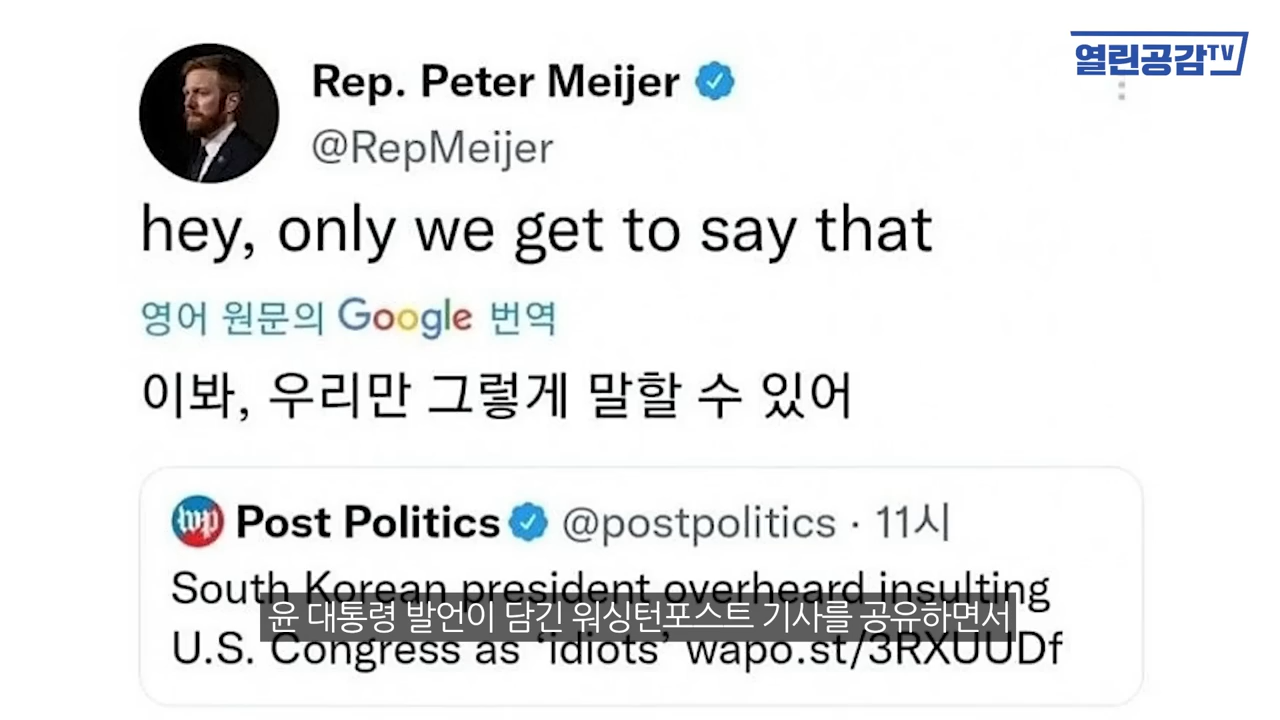 열린공감TV
Rep. Peter Meijer
@RepMeijer
hey, only we get to say that
영어 원문의 Google 번역
이봐, 우리만 그렇게 말할 수 있어
wp
Post Politics @postpolitics · 11시
South Korean president overheard insulting
윤 대통령 발언이 담긴 워싱턴포스트 기사를 공유하면서
U.S. Congress as ‘idiots’ wapo.st/3RXUUDf